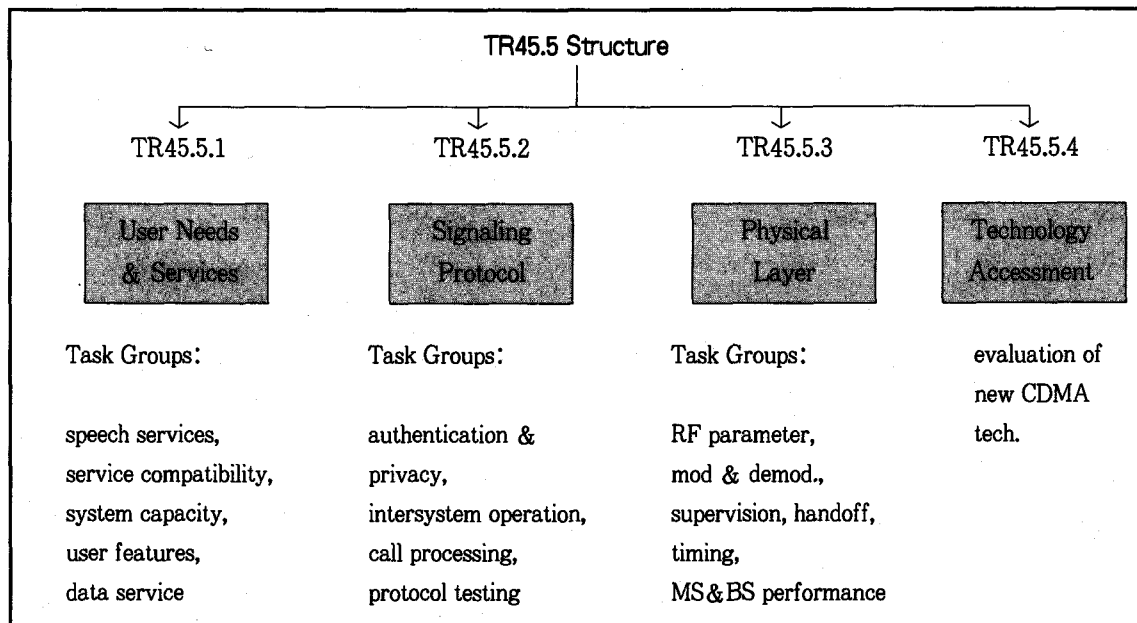 TR45.5 Structure
TR45.5.1
TR45.5.2
TR45.5.3
TR45.5.4
User Needs
& Services
Signaling
Protocol
Physical
Layer
Technology
Accessment
Task Groups:
speech services,
service compatibility,
system capacity,
user features,
data service
Task Groups:
authentication &
privacy,
intersystem operation,
call processing,
protocol testing
Task Groups:
RF parameter,
mod & demod.,
supervision, handoff,
timing,
MS&BS performance
evaluation of
new CDMA
tech.